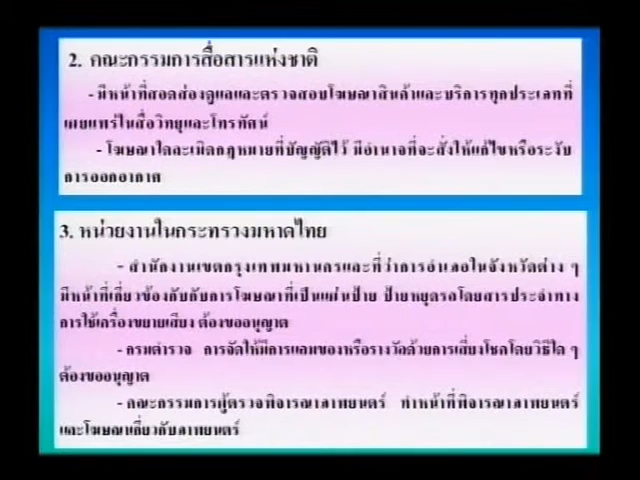 2. คณะกรรมการสื่อสารแห่งชาติ
- มีหน้าที่สอดส่องดูแลและตรวจสอบโฆษณาสินค้าและบริการทุกประเภทที่
เผยแพร่ในสื่อวิทยุและโทรทัศน์
- โฆษณาใดละเมิดกฎหมายที่บัญญัติไว้ มีอำนาจที่จะสั่งให้แก้ไขหรือระงับ
การออกอากาศ
3. หน่วยงานในกระทรวงมหาดไทย
- สำนักงานเขตกรุงเทพมหานครและที่ว่าการอำเภอในจังหวัดต่าง ๆ
มีหน้าที่เกี่ยวข้องกับกับการโฆษณาที่เป็นแผ่นป้าย ป้ายหยุดรถโดยสารประจำทาง
การใช้เครื่องขยายเสียง ต้องขออนุญาต
- กรมตำรวจ การจัดให้มีการแถมของหรือรางวัลด้วยการเสี่ยงโชคโดยวิธีใด ๆ
ต้องขออนุญาต
- คณะกรรมการผู้ตรวจพิจารณาภาพยนตร์ ทำหน้าที่พิจารณาภาพยนตร์
และโฆษณาเกี่ยวกับภาพยนตร์